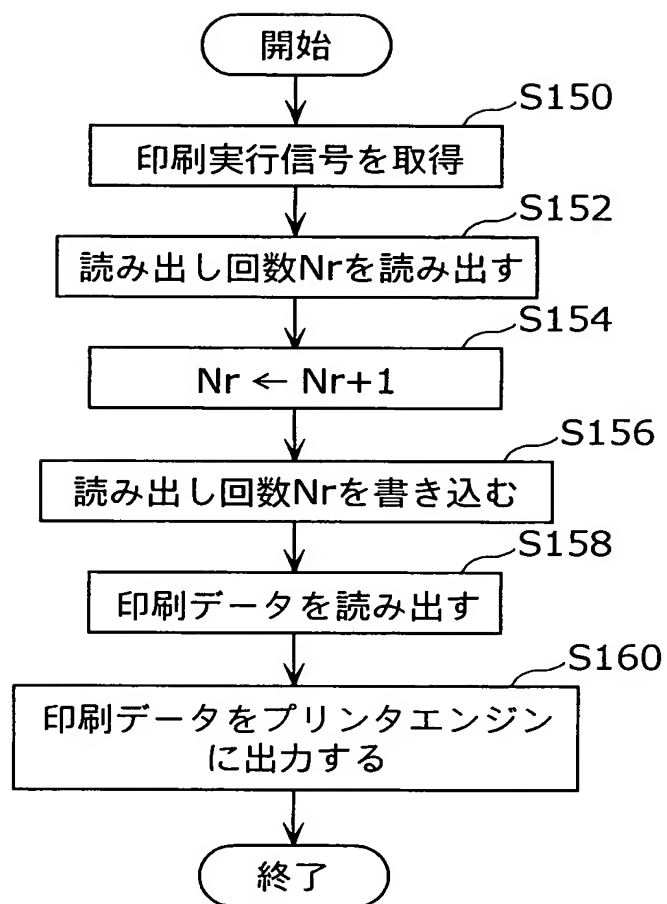 開始
S150
印刷実行信号を取得
S152
読み出し回数Nrを読み出す
S154
Nr ← Nr+1
S156
読み出し回数Nrを書き込む
S158
印刷データを読み出す
S160
印刷データをプリンタエンジン
に出力する
終了